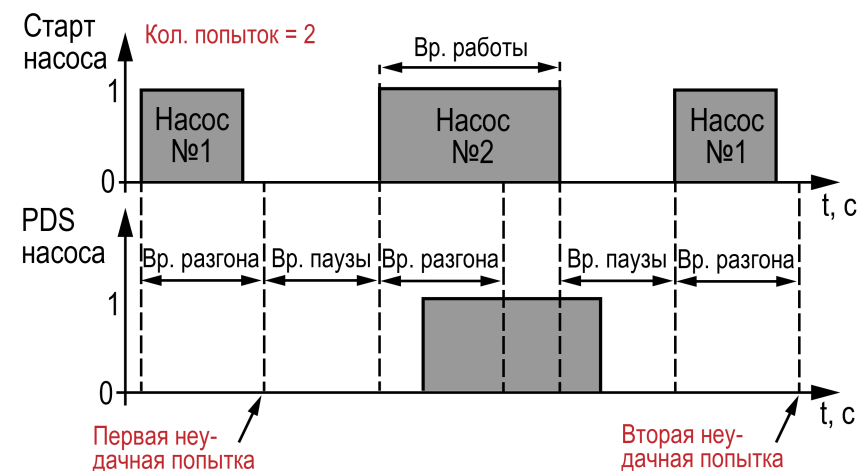 Старт
насоса
Кол. попыток = 2
Вр. работы
1
Насос
№1
Насос
№2
Насос
№1
0
t, с
PDS
насоса
Вр. разгона
Вр. паузы
Вр. разгона
Вр. паузы
Вр. разгона
1
0
t, с
Первая неу-
дачная попытка
Вторая неу-
дачная попытка